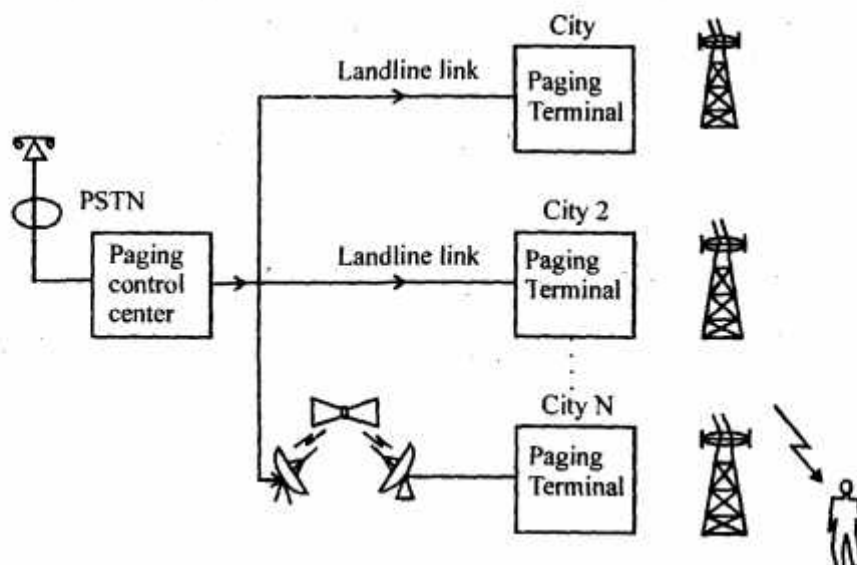 City
Landline link
Paging
Terminal
PSTN
City 2
Paging
control
center
Landline link
Paging
Terminal
City N
Paging
Terminal